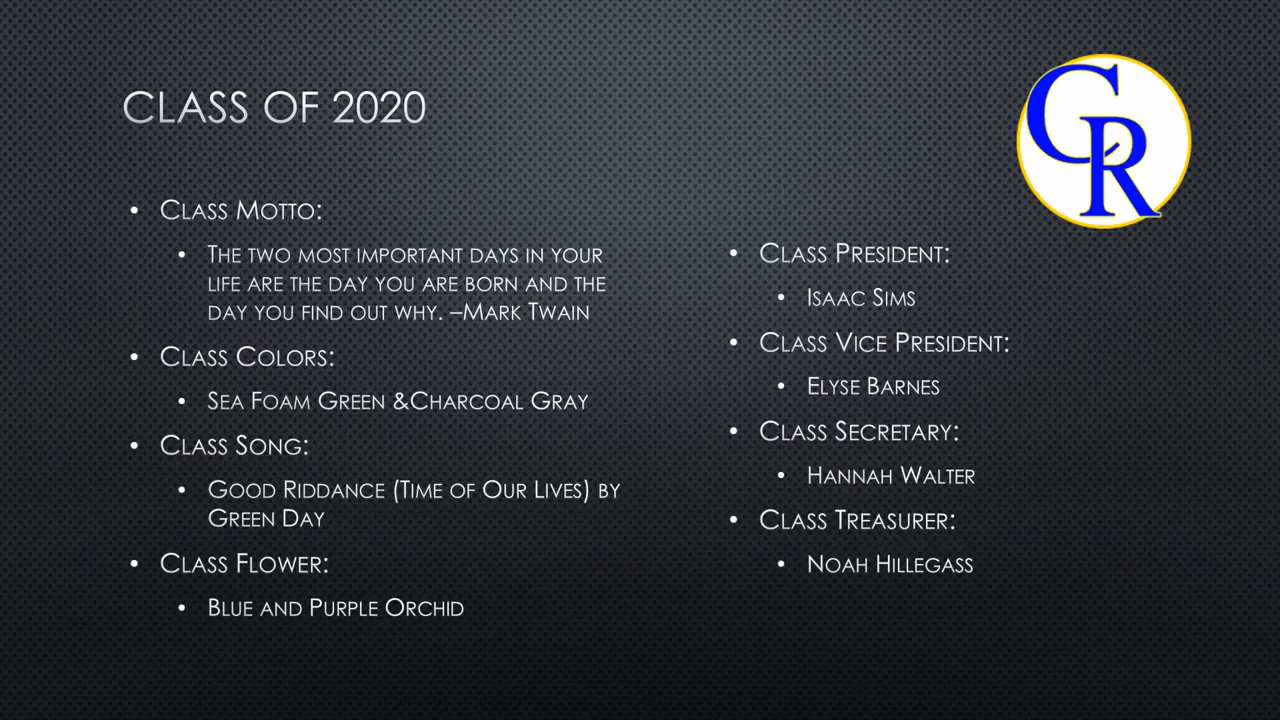 CLASS OF 2020
CR
• CLASS MOTTO:
• THE TWO MOST IMPORTANT DAYS IN YOUR
LIFE ARE THE DAY YOU ARE BORN AND THE
DAY YOU FIND OUT WHY. –MARK TWAIN
• CLASS COLORS:
• SEA FOAM GREEN &CHARCOAL GRAY
• CLASS SONG:
• GOOD RIDDANCE (TIME OF OUR LIVES) BY
GREEN DAY
• CLASS FLOWER:
• BLUE AND PURPLE ORCHID
• CLASS PRESIDENT:
• ISAAC SIMS
• CLASS VICE PRESIDENT:
• ELYSE BARNES
• CLASS SECRETARY:
• HANNAH WALTER
• CLASS TREASURER:
• NOAH HILLEGASS